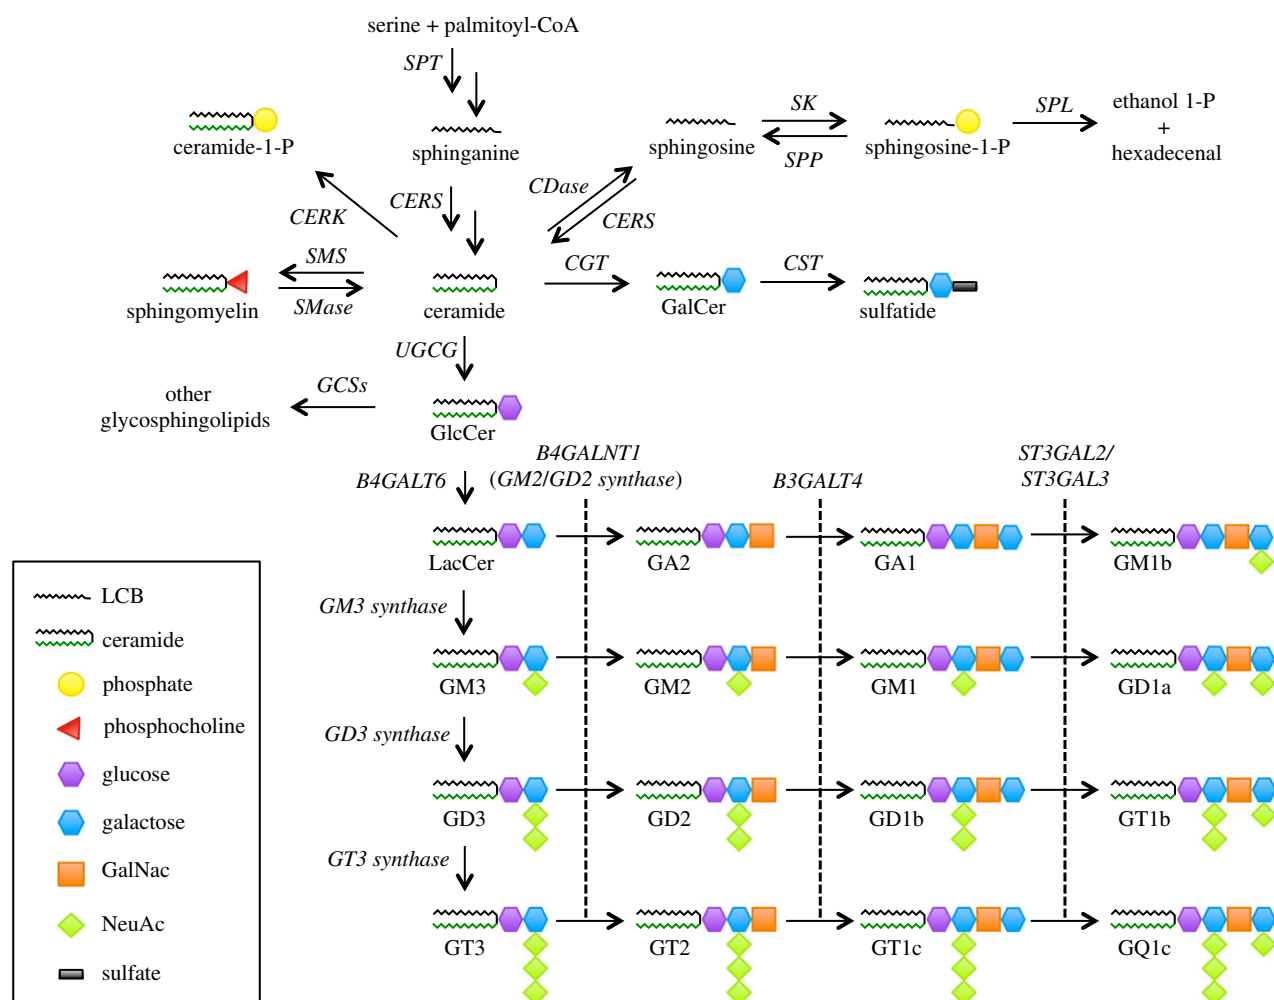 serine + palmitoyl-CoA
SPT
SK
SPL
ethanol 1-P
+
hexadecenal
ceramide-1-P
sphinganine
sphingosine
SPP
sphingosine-1-P
CERK
CERS
CDase
CERS
SMS
CGT
CST
sphingomyelin
SMase
ceramide
GalCer
sulfatide
UGCG
other
glycosphingolipids
GCSs
GlcCer
B4GALT6
B4GALNT1
(GM2/GD2 synthase)
B3GALT4
ST3GAL2/
ST3GAL3
LacCer
GA2
GA1
GM1b
GM3 synthase
GM3
GM2
GM1
GD1a
GD3 synthase
GD3
GD2
GD1b
GT1b
GT3 synthase
GT3
GT2
GT1c
GQ1c
LCB
ceramide
phosphate
phosphocholine
glucose
galactose
GalNac
NeuAc
sulfate